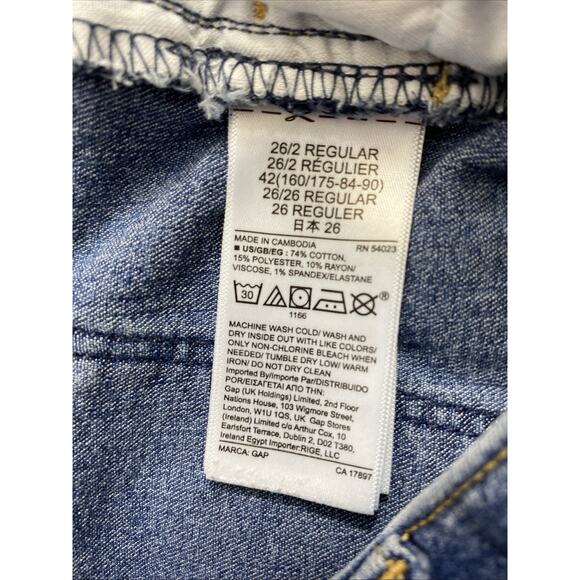 26/2 REGULAR
26/2 RÉGULIER
42(160/175-84-90)
26/26 REGULAR
26 REGULER
日本 26
MADE IN CAMBODIA RN 54023
■ US/GB/EG : 74% COTTON,
15% POLYESTER, 10% RAYON/
VISCOSE, 1% SPANDEX/ELASTANE
30 ®
1166
MACHINE WASH COLD/ WASH AND
DRY INSIDE OUT WITH LIKE COLORS/
ONLY NON-CHLORINE BLEACH WHEN
NEEDED/ TUMBLE DRY LOW/ WARM
IRON/ DO NOT DRY CLEAN
Imported By/Importe Par/DISTRIBUIDO
POR/ΕΙΣΑΓΕΤΑΙ ΑΠΟ ΤΗΝ:
Gap (UK Holdings) Limited, 2nd Floor
Nations House, 103 Wigmore Street,
London, W1U 1QS, UK Gap Stores
(Ireland) Limited c/o Arthur Cox, 10
Earlsfort Terrace, Dublin 2, D02 T380,
Ireland Egypt Importer:RIGE, LLC
MARCA: GAP CA 17897